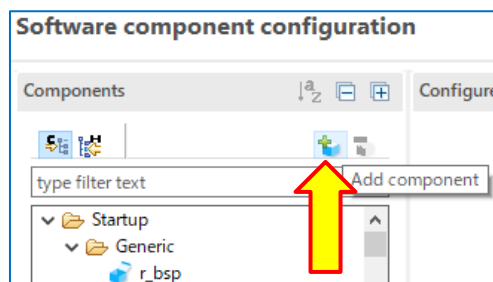 Software component configuration
Components
Configure
type filter text
Add component
Startup
Generic
r_bsp